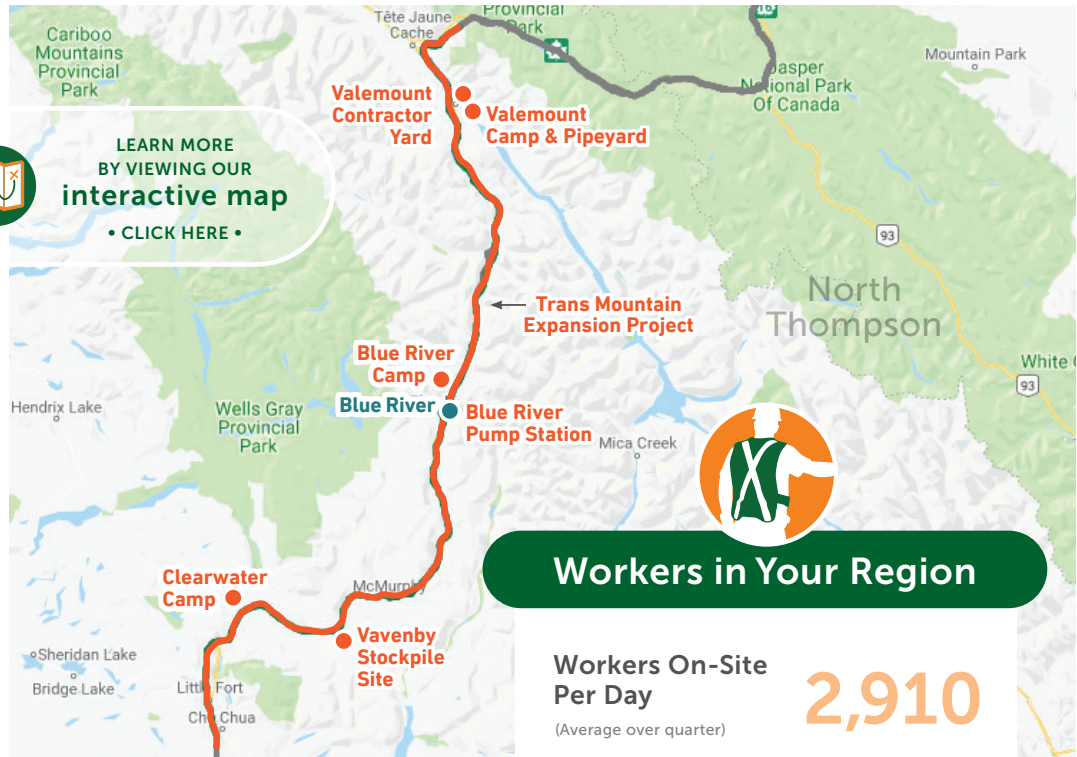 Provincial
Park
16
Tête Jaune
Cache
Cariboo
Mountains
Provincial
Park
Mountain Park
Jasper
National Park
Of Canada
Valemount
Contractor
Yard
Valemount
Camp & Pipeyard
LEARN MORE
BY VIEWING OUR
interactive map
• CLICK HERE •
93
North
Thompson
Trans Mountain
Expansion Project
Blue River
Camp
White
93
Hendrix Lake
Wells Gray
Provincial
Park
Blue River
Blue River
Pump Station
Mica Creek
Workers in Your Region
Clearwater
Camp
McMurphy
Vavenby
Stockpile
Site
Sheridan Lake
Bridge Lake
Little Fort
Chu Chua
Workers On-Site
Per Day
(Average over quarter)
2,910